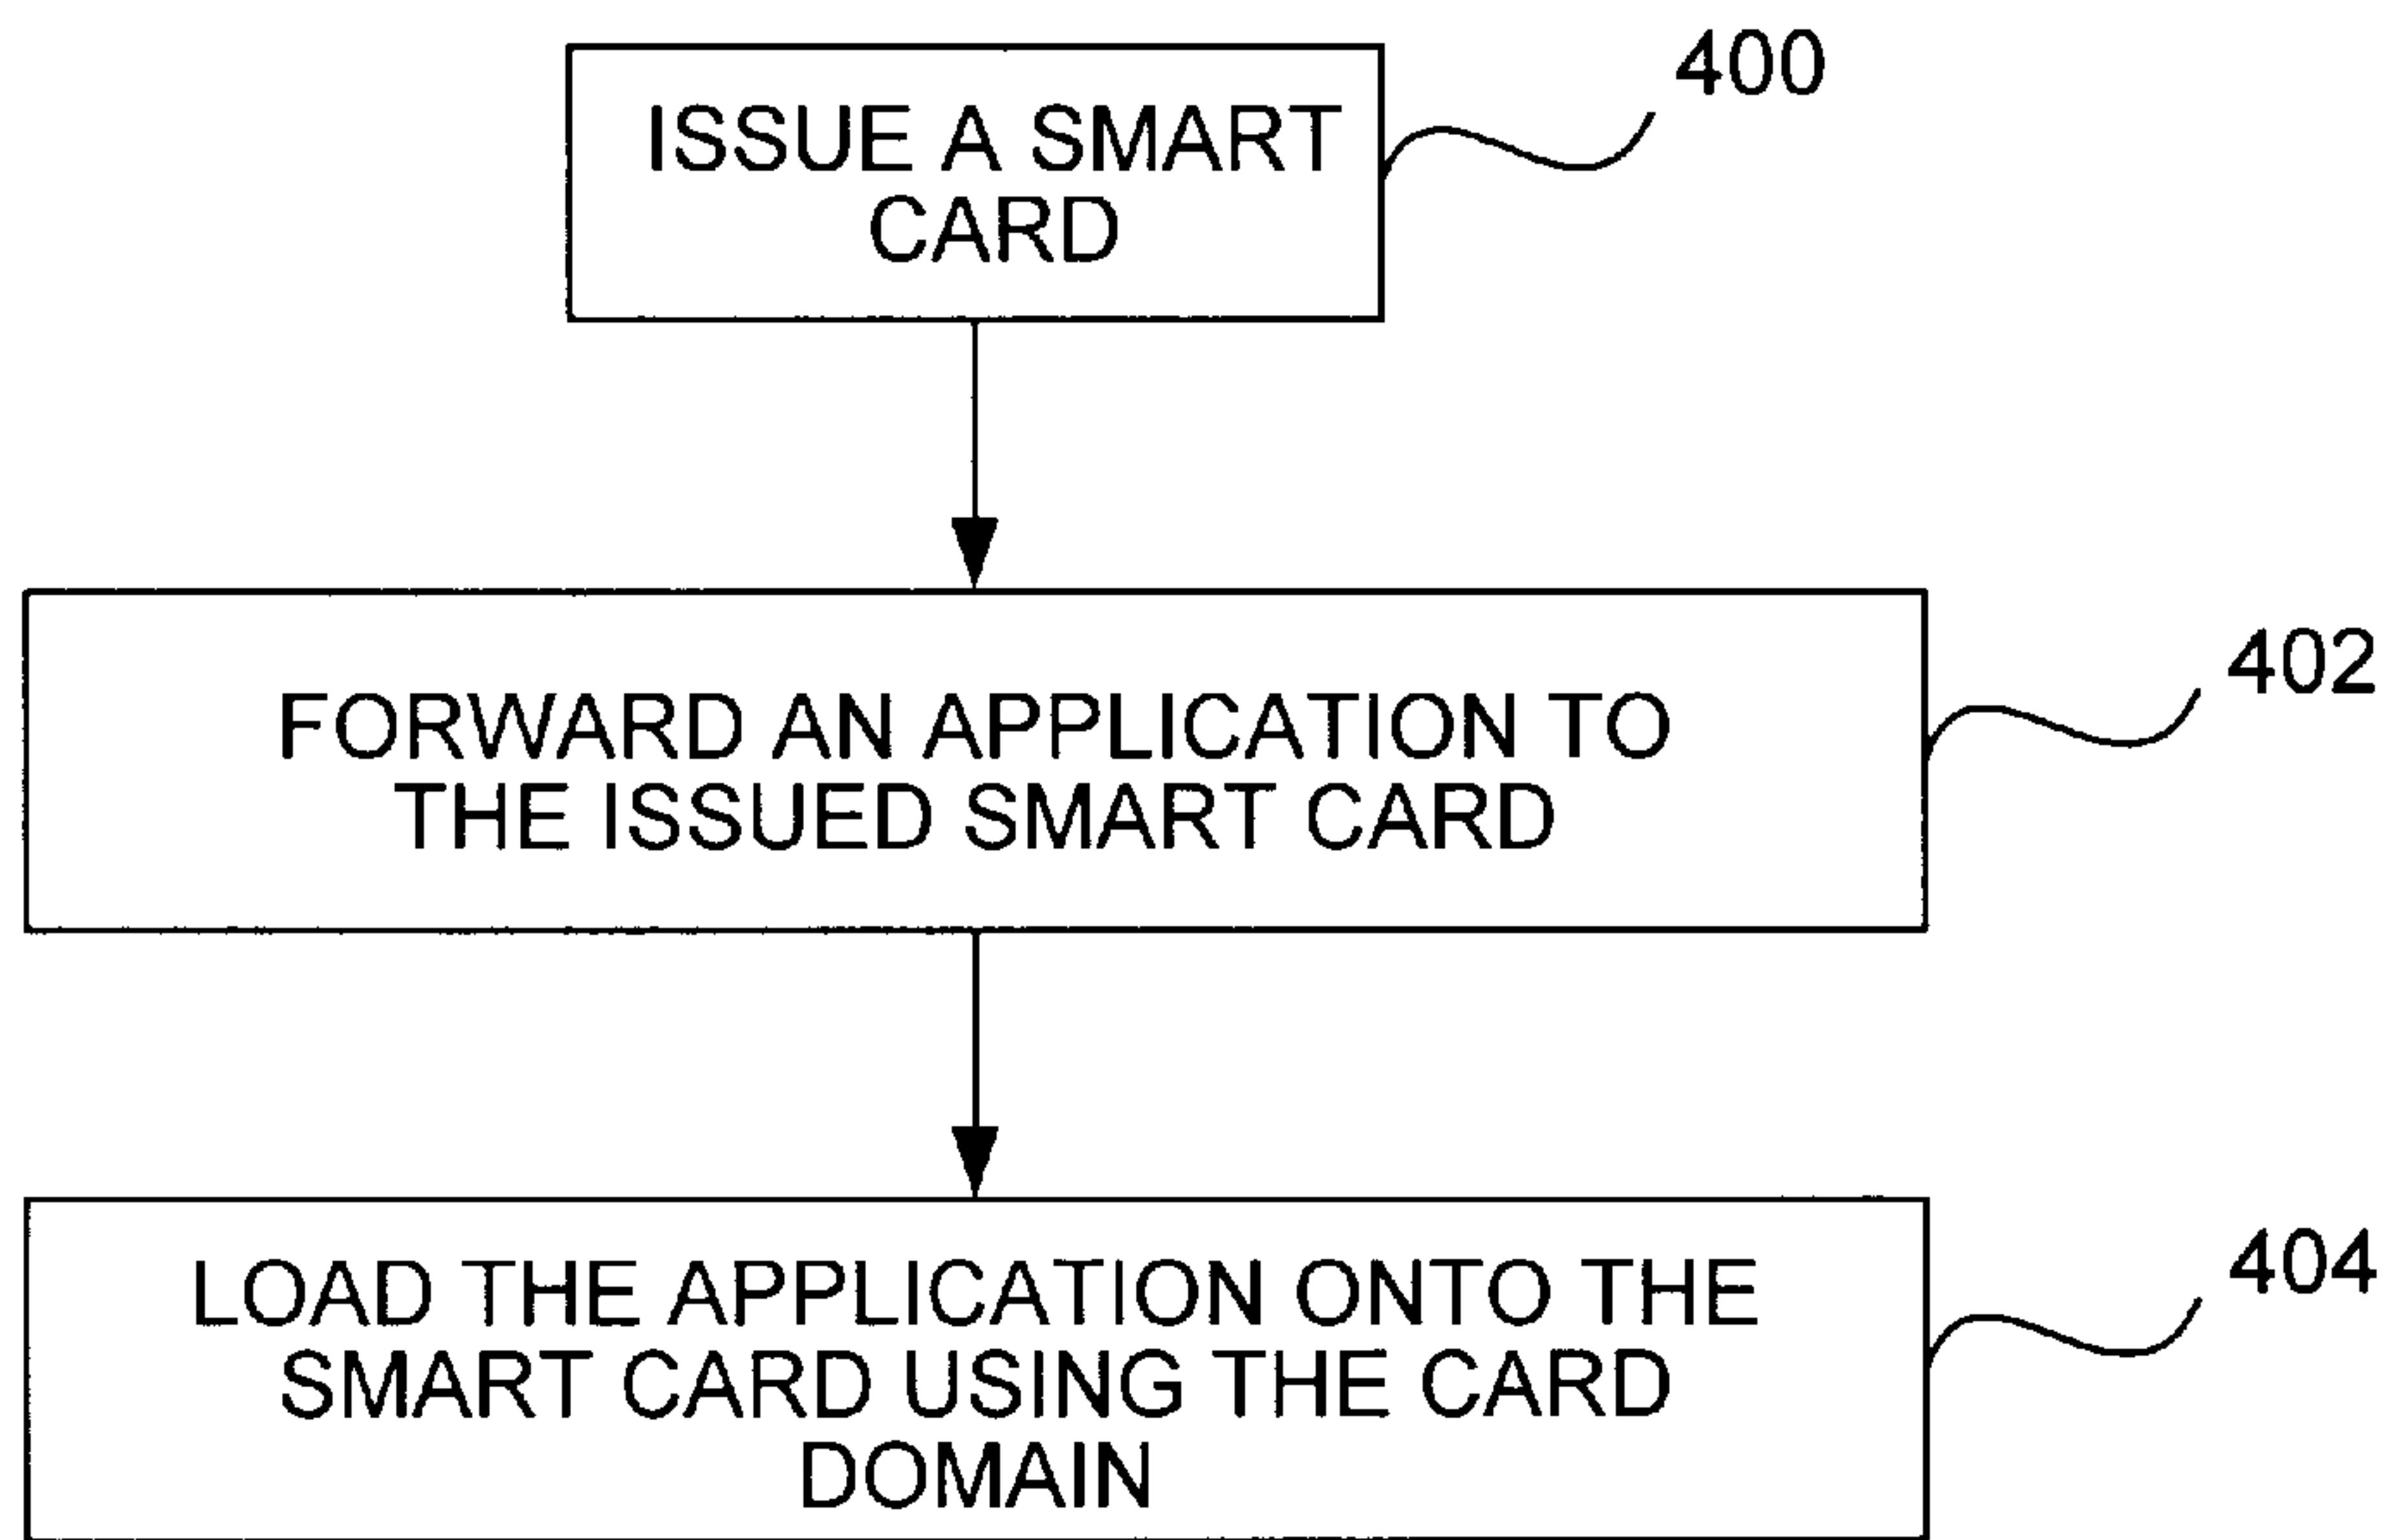 ISSUE A SMART
CARD
400
FORWARD AN APPLICATION TO
THE ISSUED SMART CARD
402
LOAD THE APPLICATION ONTO THE
SMART CARD USING THE CARD
DOMAIN
404